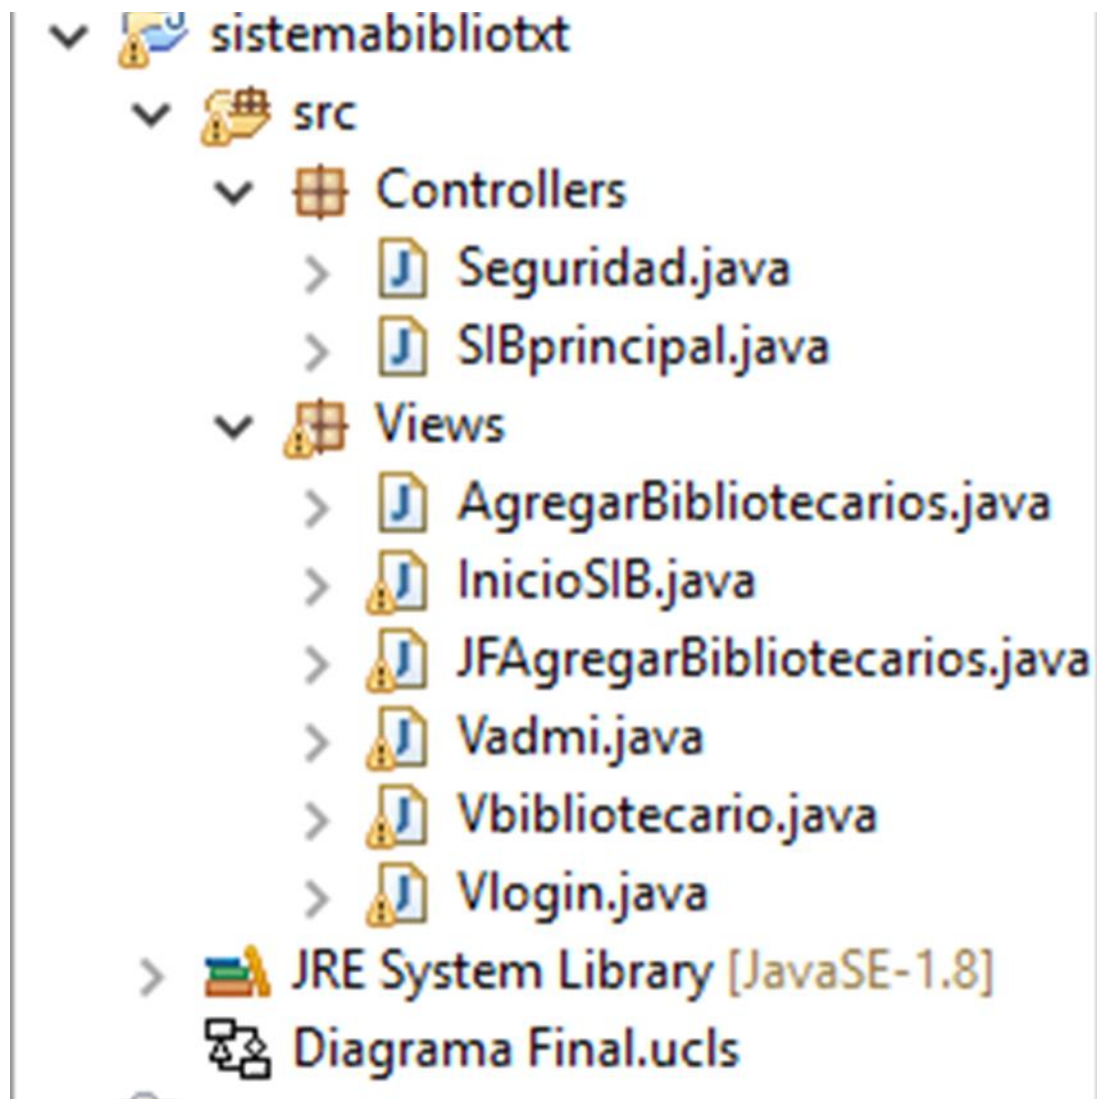 sistemabibliotxt
src
Controllers
Seguridad.java
SIBprincipal.java
Views
AgregarBibliotecarios.java
InicioSIB.java
JFAgregarBibliotecarios.java
Vadmi.java
Vbibliotecario.java
Vlogin.java
JRE System Library [JavaSE-1.8]
Diagrama Final.ucls